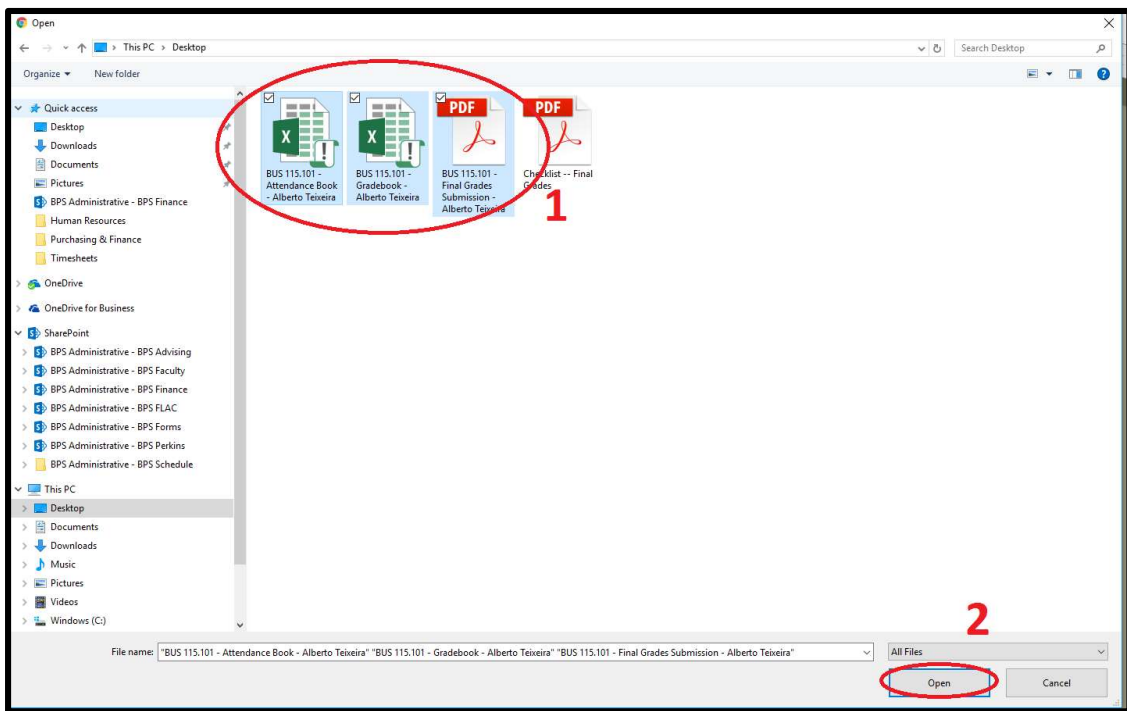 Open
This PC > Desktop
Search Desktop
Organize
New folder
Quick access
Desktop
Downloads
Documents
Pictures
BPS Administrative - BPS Finance
Human Resources
Purchasing & Finance
Timesheets
OneDrive
OneDrive for Business
SharePoint
BPS Administrative - BPS Advising
BPS Administrative - BPS Faculty
BPS Administrative - BPS Finance
BPS Administrative - BPS FLAC
BPS Administrative - BPS Forms
BPS Administrative - BPS Perkins
BPS Administrative - BPS Schedule
This PC
Desktop
Documents
Downloads
Music
Pictures
Videos
Windows (C:)
X
BUS 115.101 -
Attendance Book
- Alberto Teixeira
X
BUS 115.101 -
Gradebook -
Alberto Teixeira
PDF
BUS 115.101 -
Final Grades
Submission -
Alberto Teixeira
PDF
Checklist -- Final
Grades
1
2
File name: "BUS 115.101 - Attendance Book - Alberto Teixeira" "BUS 115.101 - Gradebook - Alberto Teixeira" "BUS 115.101 - Final Grades Submission - Alberto Teixeira"
All Files
Open
Cancel